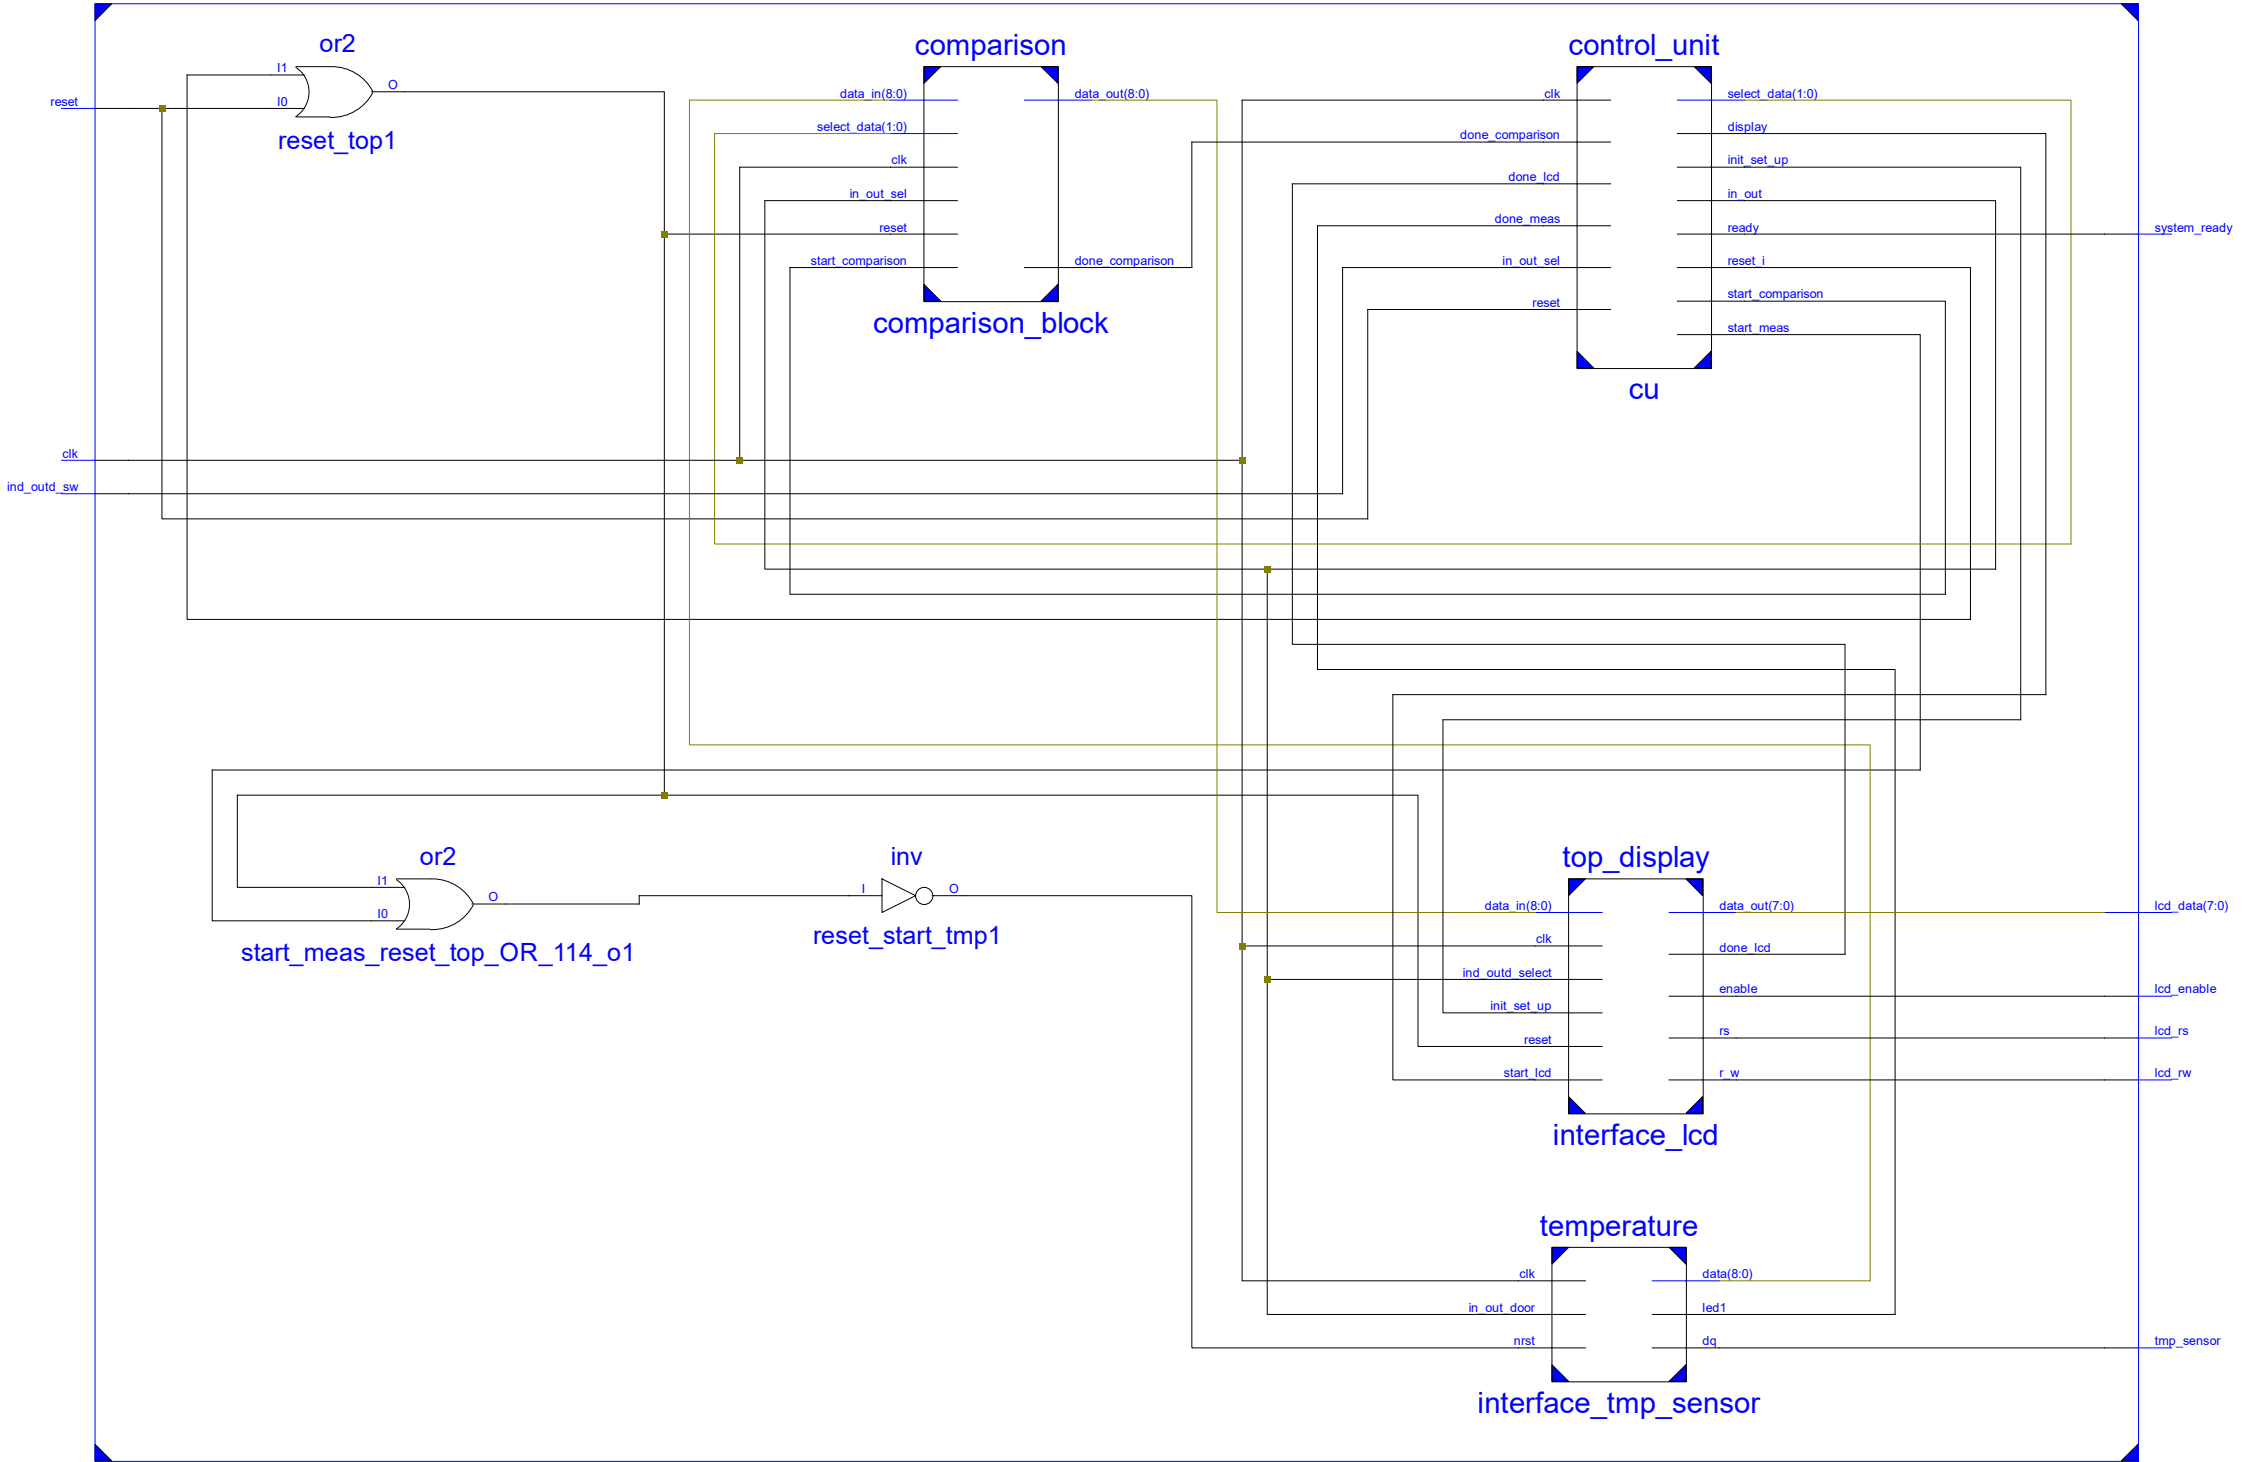 or2
I1
I0
O
reset_top1
reset
clk
ind_outd_sw
comparison
data_in(8:0)
select_data(1:0)
clk
in_out_sel
reset
start_comparison
data_out(8:0)
done_comparison
comparison_block
control_unit
clk
done_comparison
done_lcd
done_meas
in_out_sel
reset
select_data(1:0)
display
init_set_up
in_out
ready
reset_i
start_comparison
start_meas
cu
system_ready
or2
I1
I0
O
start_meas_reset_top_OR_114_o1
inv
I
O
reset_start_tmp1
top_display
data_in(8:0)
clk
ind_outd_select
init_set_up
reset
start_lcd
data_out(7:0)
done_lcd
enable
rs
r_w
interface_lcd
lcd_data(7:0)
lcd_enable
lcd_rs
lcd_rw
temperature
clk
in_out_door
nrst
data(8:0)
led1
dq
interface_tmp_sensor
tmp_sensor